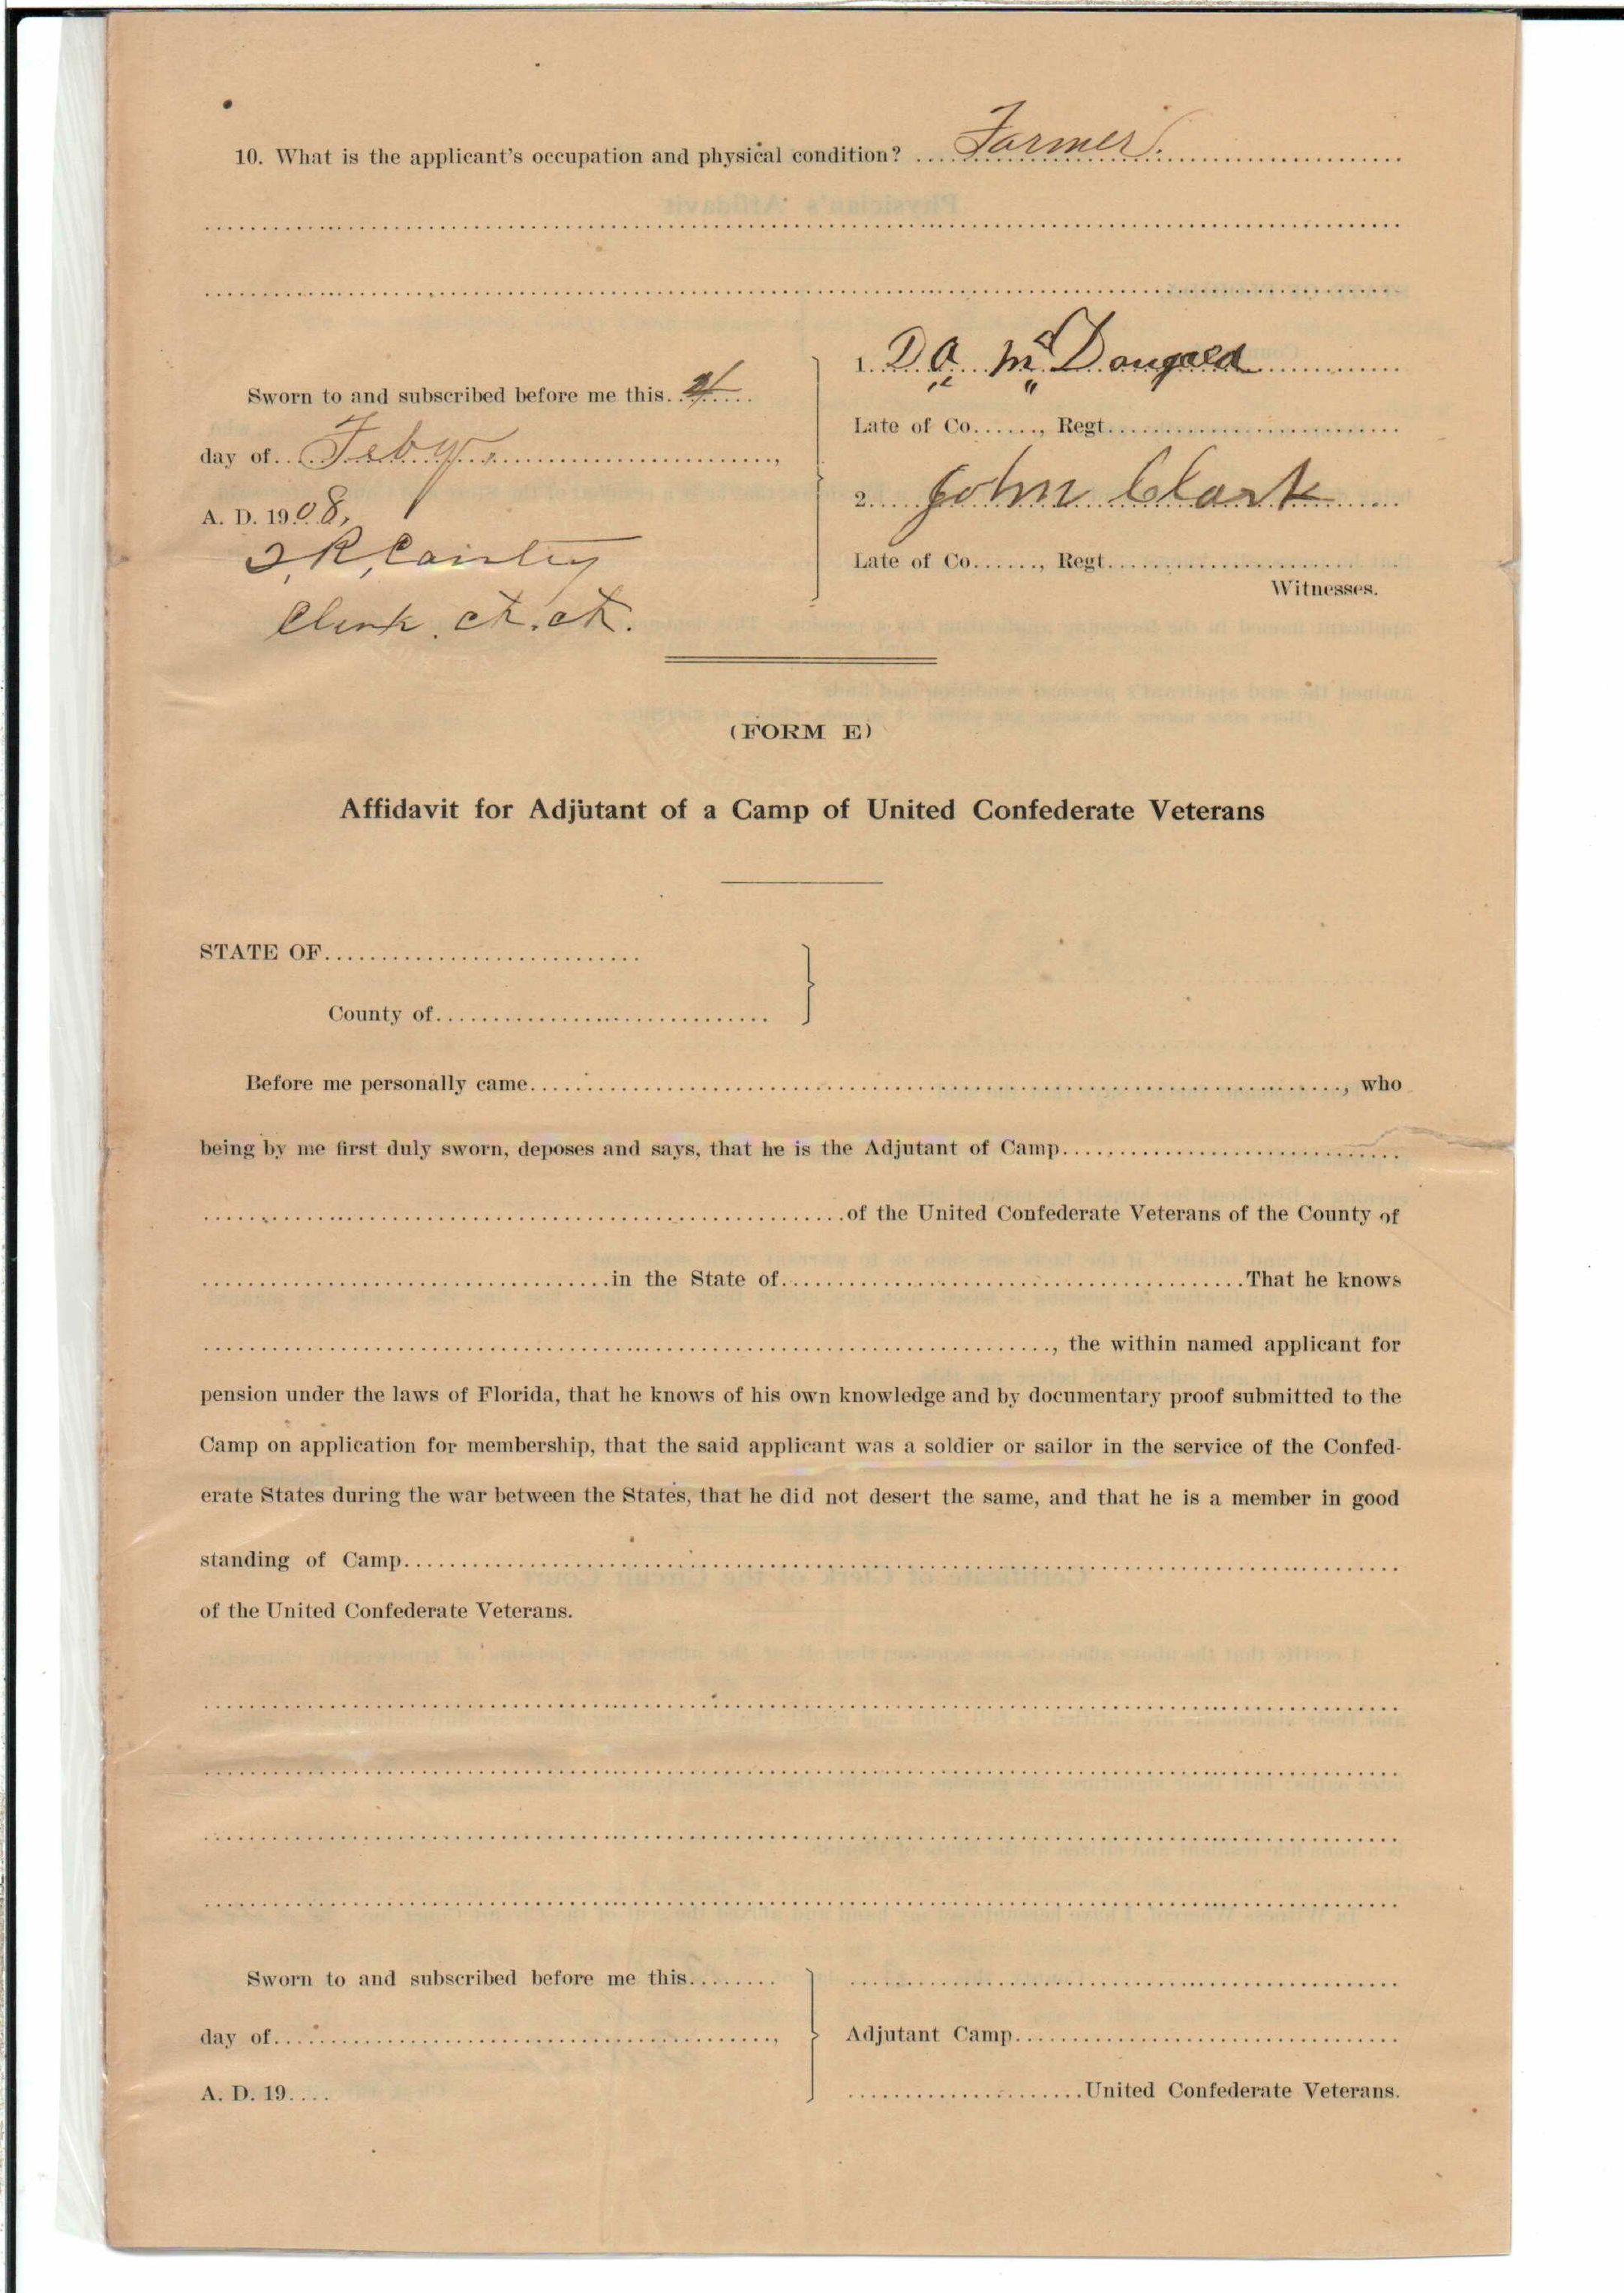 10. What is the applicant's occupation and physical condition? .... Farmer.
1. D. A. McDougald
Sworn to and subscribed before me this
Late of Co......, Regt.
day of Feby.,
2. John Clark
A. D. 1908,
Late of Co......, Regt.
Witnesses.
Clerk. Ct. Ct.
(FORM E)
Affidavit for Adjutant of a Camp of United Confederate Veterans
STATE OF
County of
Before me personally came, who
being by me first duly sworn, deposes and says, that he is the Adjutant of Camp
of the United Confederate Veterans of the County of
in the State of That he knows
, the within named applicant for
pension under the laws of Florida, that he knows of his own knowledge and by documentary proof submitted to the
Camp on application for membership, that the said applicant was a soldier or sailor in the service of the Confed-
erate States during the war between the States, that he did not desert the same, and that he is a member in good
standing of Camp
of the United Confederate Veterans.
Sworn to and subscribed before me this
day of,
Adjutant Camp
A. D. 19....
United Confederate Veterans.